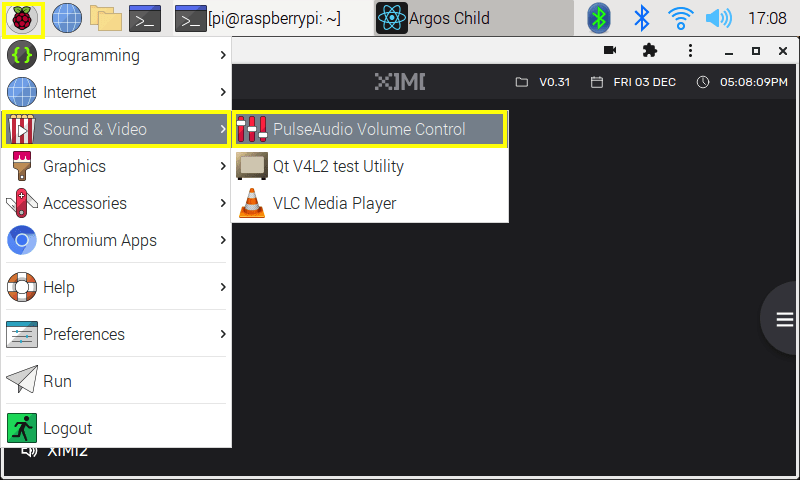 [pi@raspberrypi: ~]
Argos Child
17:08
XIMI
V0.31
FRI 03 DEC
05:08:09PM
Programming
Internet
Sound & Video
PulseAudio Volume Control
Qt V4L2 test Utility
VLC Media Player
Graphics
Accessories
Chromium Apps
Help
Preferences
Run
Logout
XIMI2